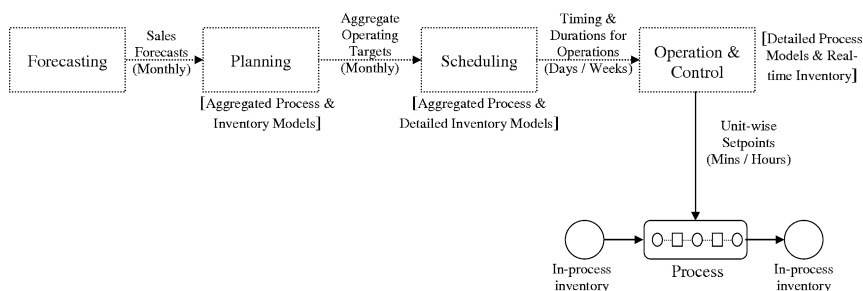 Forecasting
Sales
Forecasts
(Monthly)
Planning
[Aggregated Process &
Inventory Models]
Aggregate
Operating
Targets
(Monthly)
Scheduling
[Aggregated Process &
Detailed Inventory Models]
Timing &
Durations for
Operations
(Days / Weeks)
Operation &
Control
[Detailed Process
Models & Real-
time Inventory]
Unit-wise
Setpoints
(Mins / Hours)
In-process
inventory
Process
In-process
inventory